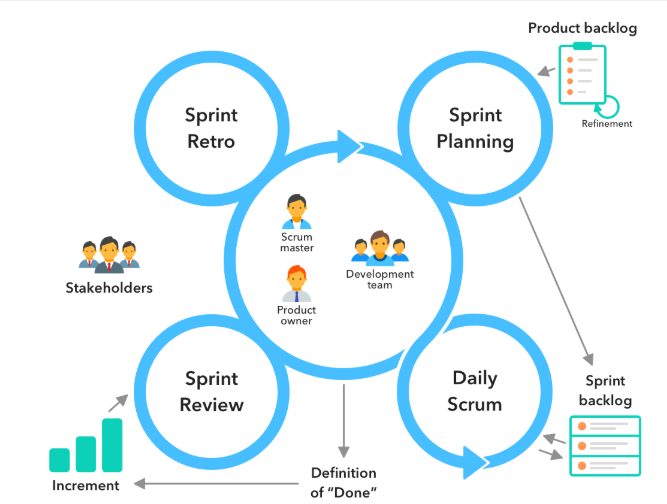 Product backlog
Refinement
Sprint
Retro
Sprint
Planning
Scrum
master
Development
team
Product
owner
Stakeholders
Sprint
Review
Daily
Scrum
Sprint
backlog
Increment
Definition
of “Done”